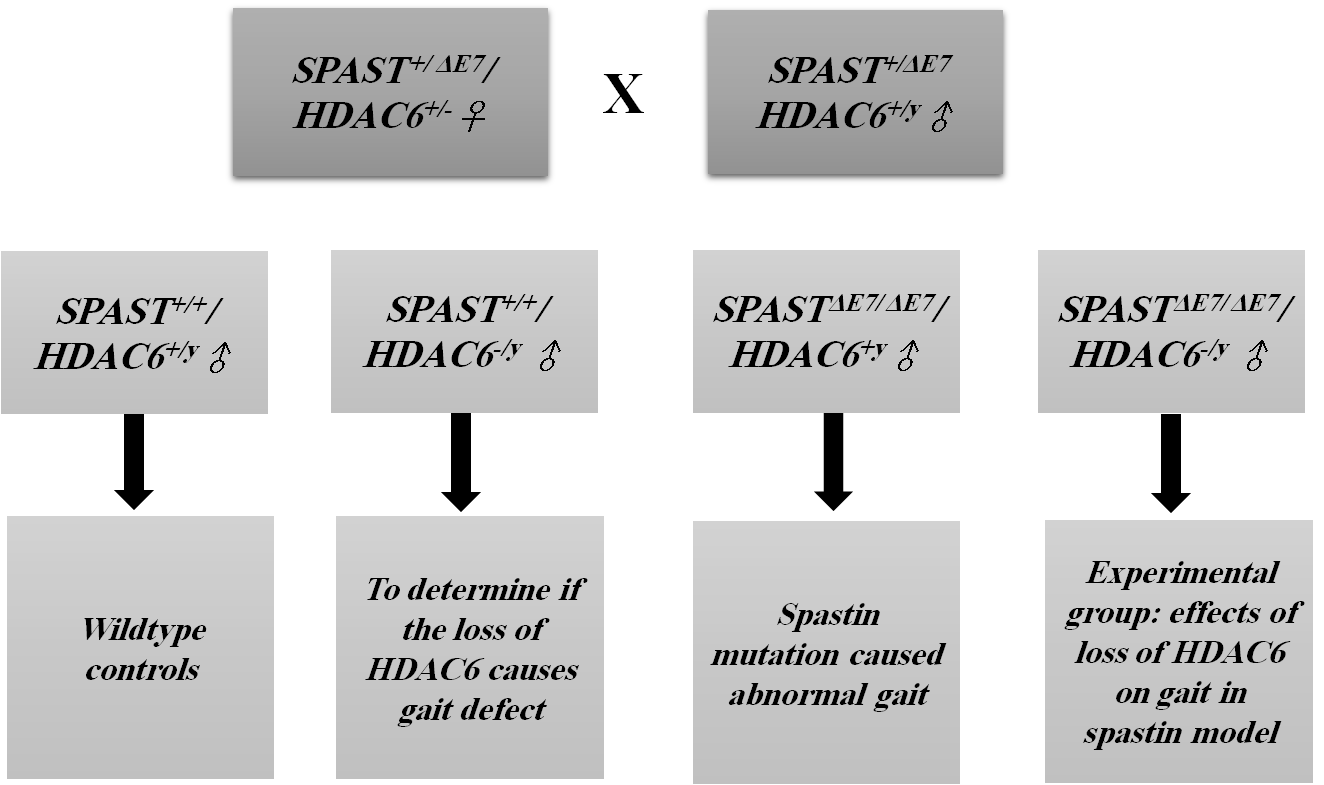 SPAST+/ΔE7/
HDAC6+/- ♀
X
SPAST+/ΔE7
HDAC6+/y ♂
SPAST+/+/
HDAC6+/y ♂
SPAST+/+/
HDAC6-/y ♂
SPASTΔE7/ΔE7/
HDAC6+y ♂
SPASTΔE7/ΔE7/
HDAC6-/y ♂
Wildtype
controls
To determine if
the loss of
HDAC6 causes
gait defect
Spastin
mutation caused
abnormal gait
Experimental
group: effects of
loss of HDAC6
on gait in
spastin model